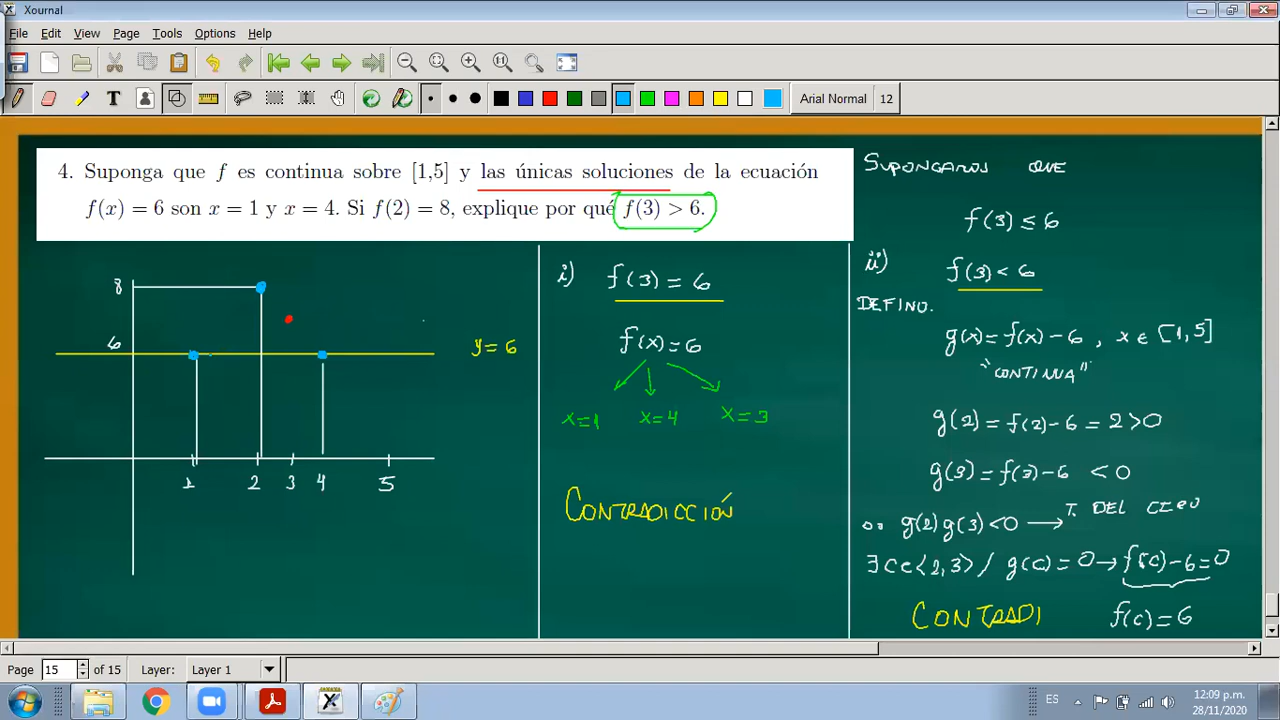 Xournal
File Edit View Page Tools Options Help
Arial Normal 12
4. Suponga que f es continua sobre [1,5] y las únicas soluciones de la ecuación
f(x) = 6 son x = 1 y x = 4. Si f(2) = 8, explique por qué f(3) > 6.
8
6
y = 6
1 2 3 4 5
i) f(3) = 6
f(x) = 6
x=1 x=4 x=3
CONTRADICCIÓN
SUPONGAMOS QUE
f(3) ≤ 6
ii) f(3) < 6
DEFINO.
g(x) = f(x) - 6 , x ∈ [1,5]
"CONTINUA"
g(2) = f(2) - 6 = 2 > 0
g(3) = f(3) - 6 < 0
∴ g(2) g(3) < 0 → T. DEL CERO
∃ c ∈ <2,3> / g(c) = 0 → f(c) - 6 = 0
CONTRADI f(c) = 6
Page 15 of 15 Layer: Layer 1
ES 12:09 p.m.
28/11/2020